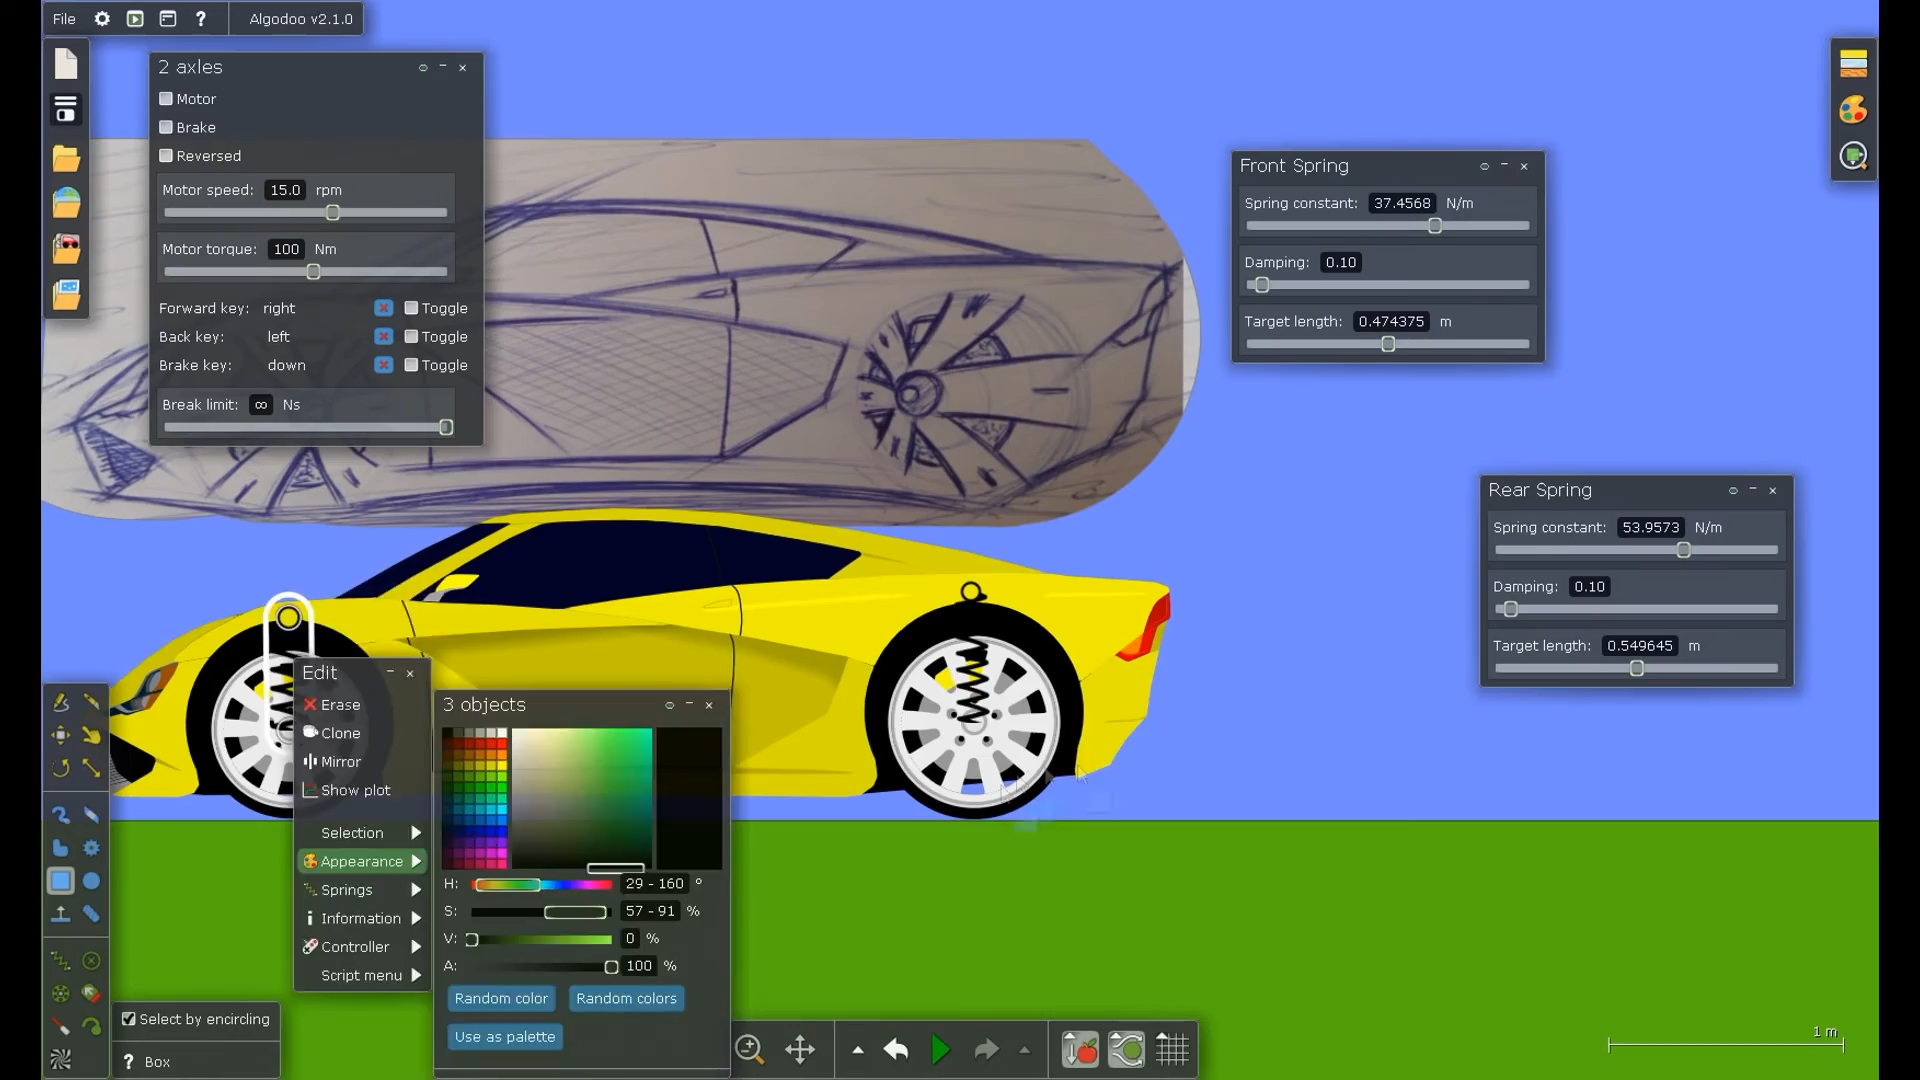 File
?
Algodoo v2.1.0
2 axles
Motor
Brake
Reversed
Motor speed: 15.0 rpm
Motor torque: 100 Nm
Forward key: right Toggle
Back key: left Toggle
Brake key: down Toggle
Break limit: ∞ Ns
Front Spring
Spring constant: 37.4568 N/m
Damping: 0.10
Target length: 0.474375 m
Rear Spring
Spring constant: 53.9573 N/m
Damping: 0.10
Target length: 0.549645 m
Edit
Erase
Clone
Mirror
Show plot
Selection
Appearance
Springs
Information
Controller
Script menu
3 objects
H: 29 - 160 °
S: 57 - 91 %
V: 0 %
A: 100 %
Random color Random colors
Use as palette
Select by encircling
? Box
1 m